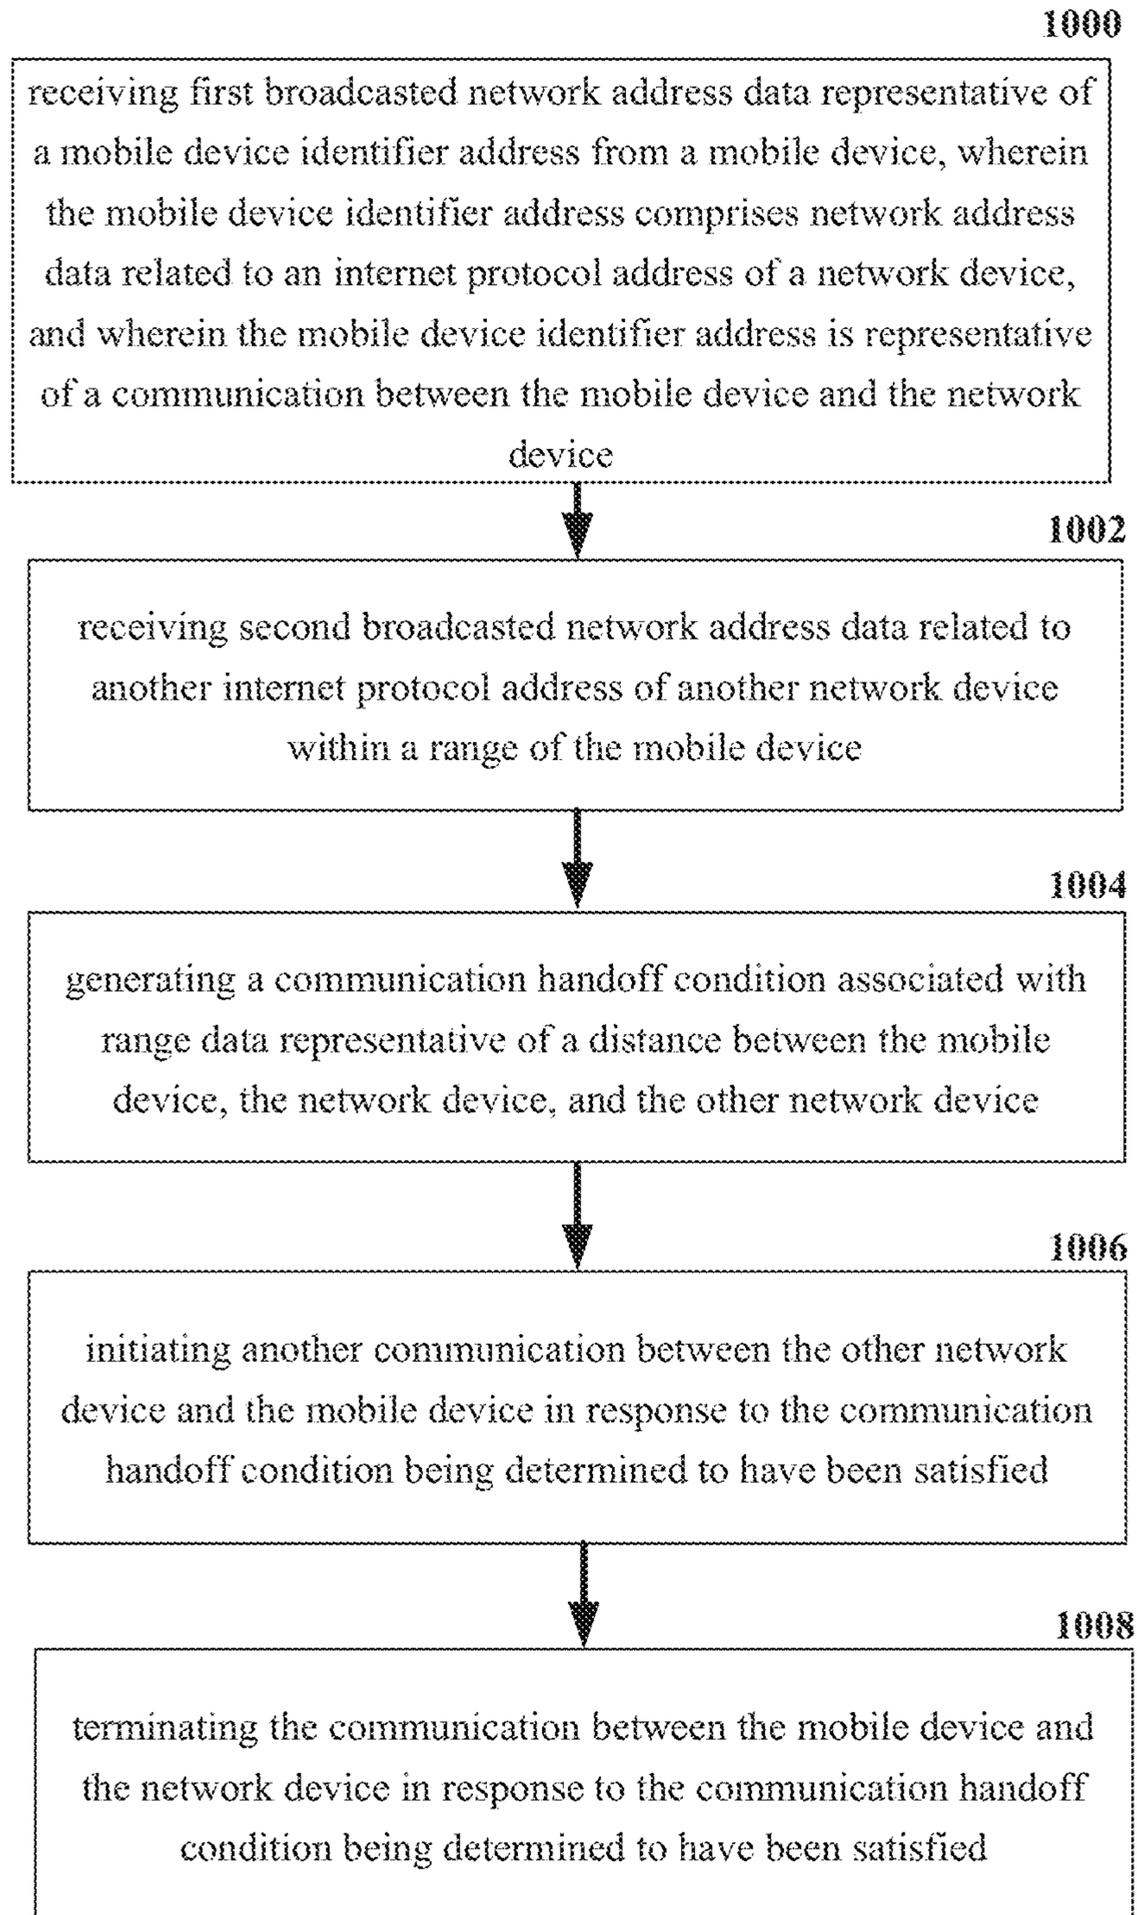 1000
receiving first broadcasted network address data representative of
a mobile device identifier address from a mobile device, wherein
the mobile device identifier address comprises network address
data related to an internet protocol address of a network device,
and wherein the mobile device identifier address is representative
of a communication between the mobile device and the network
device
1002
receiving second broadcasted network address data related to
another internet protocol address of another network device
within a range of the mobile device
1004
generating a communication handoff condition associated with
range data representative of a distance between the mobile
device, the network device, and the other network device
1006
initiating another communication between the other network
device and the mobile device in response to the communication
handoff condition being determined to have been satisfied
1008
terminating the communication between the mobile device and
the network device in response to the communication handoff
condition being determined to have been satisfied